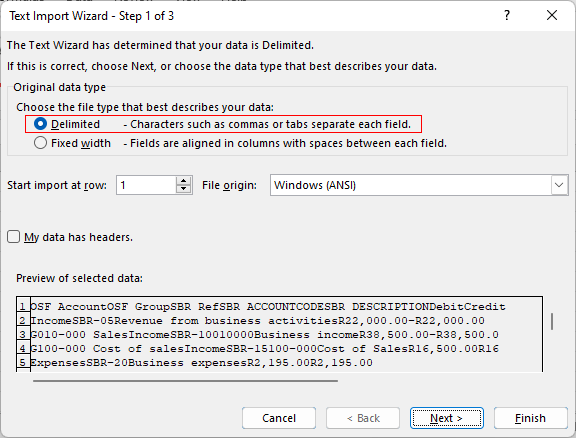 Text Import Wizard - Step 1 of 3
The Text Wizard has determined that your data is Delimited.
If this is correct, choose Next, or choose the data type that best describes your data.
Original data type
Choose the file type that best describes your data:
Delimited - Characters such as commas or tabs separate each field.
Fixed width - Fields are aligned in columns with spaces between each field.
Start import at row: 1 File origin: Windows (ANSI)
My data has headers.
Preview of selected data:
1 OSF AccountOSF GroupSBR RefSBR ACCOUNTCODESBR DESCRIPTIONDebitCredit
2 IncomeSBR-05Revenue from business activitiesR22,000.00-R22,000.00
3 G010-000 SalesIncomeSBR-10010000Business incomeR38,500.00-R38,500.0
4 G100-000 Cost of salesIncomeSBR-15100-000Cost of SalesR16,500.00R16
5 ExpensesSBR-20Business expensesR2,195.00R2,195.00
Cancel < Back Next > Finish